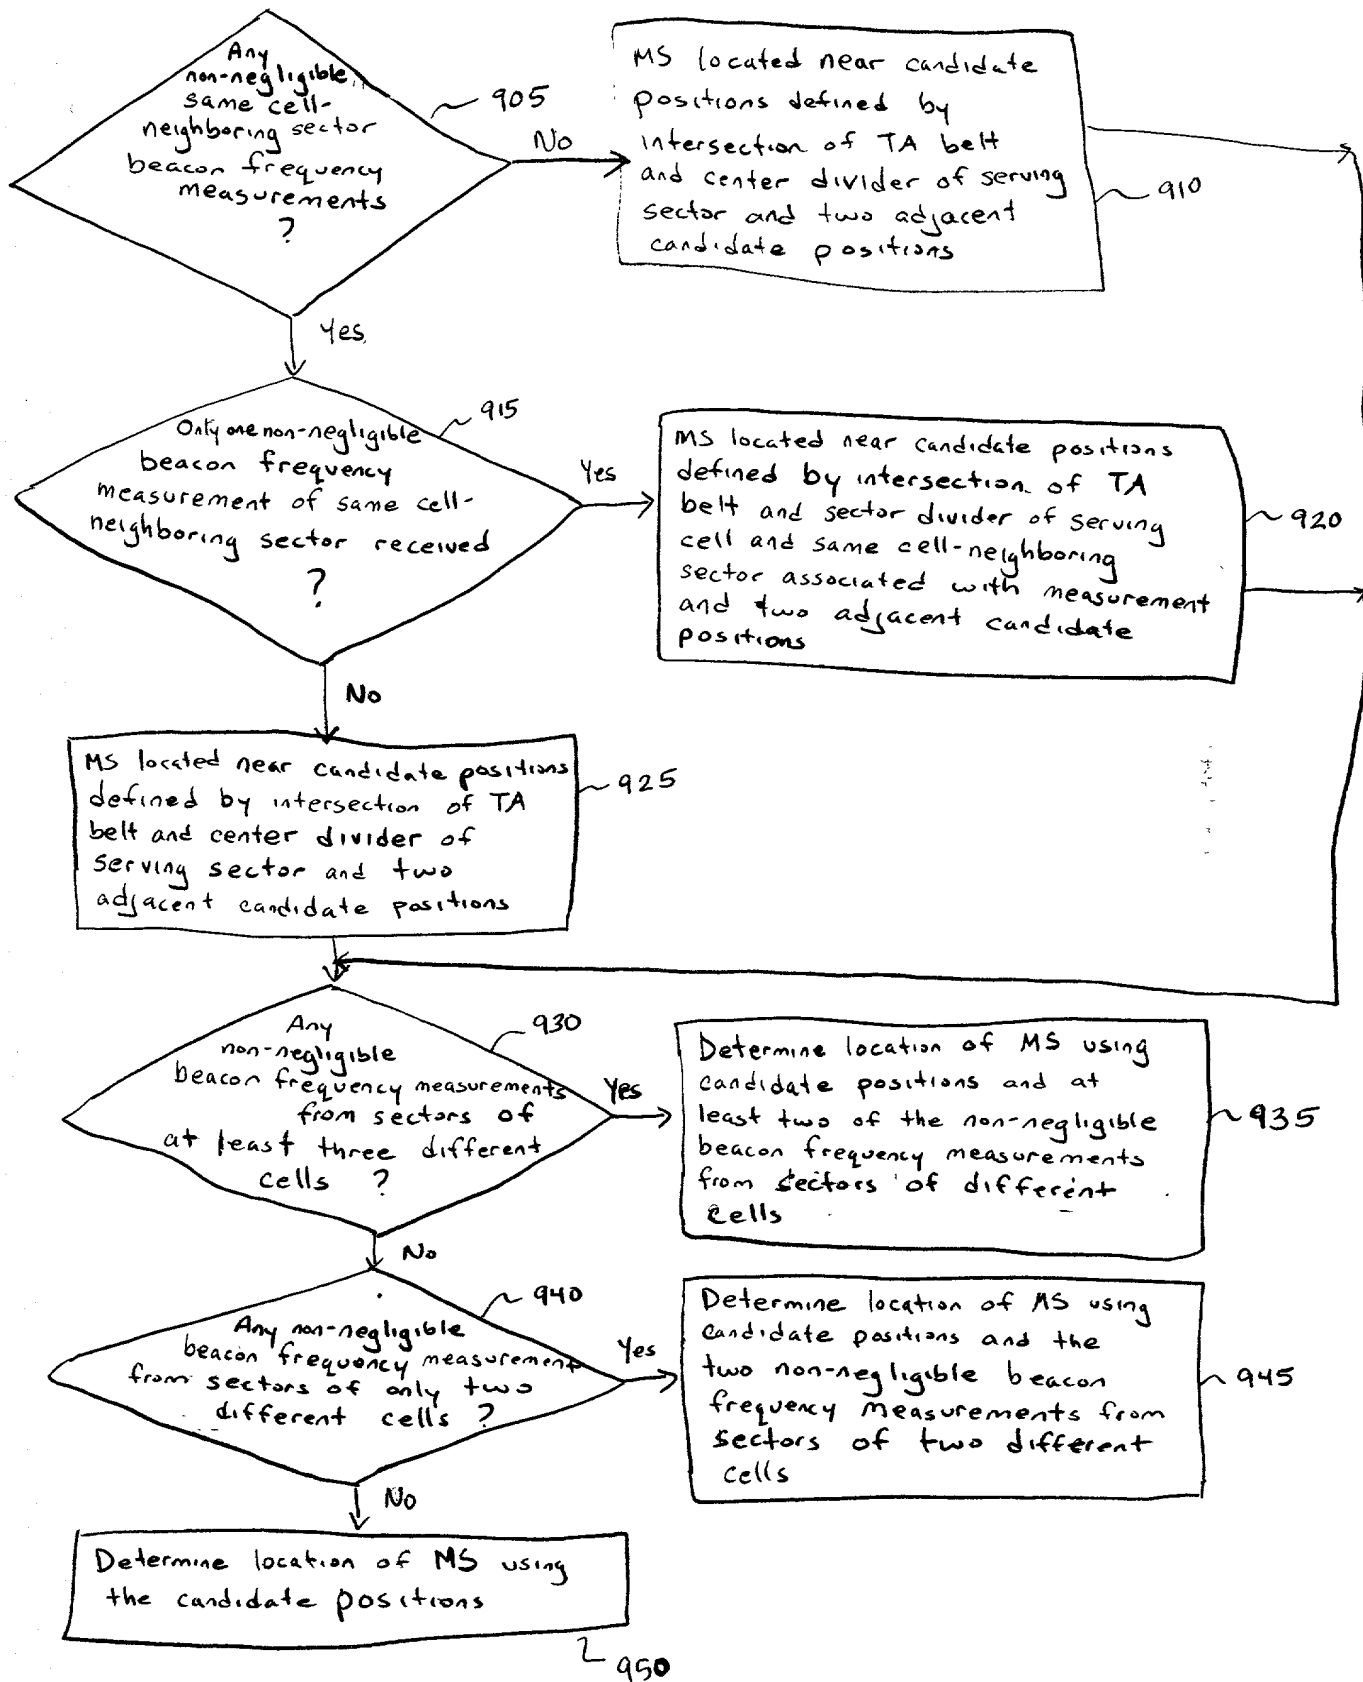 Any
non-negligible
same cell-
neighboring sector
beacon frequency
measurements
?
905
No
MS located near candidate
positions defined by
intersection of TA belt
and center divider of serving
sector and two adjacent
candidate positions
910
Yes
Only one non-negligible
beacon frequency
measurement of same cell-
neighboring sector received
?
915
Yes
MS located near candidate positions
defined by intersection of TA
belt and sector divider of serving
cell and same cell-neighboring
sector associated with measurement
and two adjacent candidate
positions
920
No
MS located near candidate positions
defined by intersection of TA
belt and center divider of
serving sector and two
adjacent candidate positions
925
Any
non-negligible
beacon frequency measurements
from sectors of
at least three different
cells ?
930
Yes
Determine location of MS using
candidate positions and at
least two of the non-negligible
beacon frequency measurements
from sectors of different
cells
935
No
Any non-negligible
beacon frequency measurement
from sectors of only two
different cells ?
940
Yes
Determine location of MS using
candidate positions and the
two non-negligible beacon
frequency measurements from
sectors of two different
cells
945
No
Determine location of MS using
the candidate positions
950